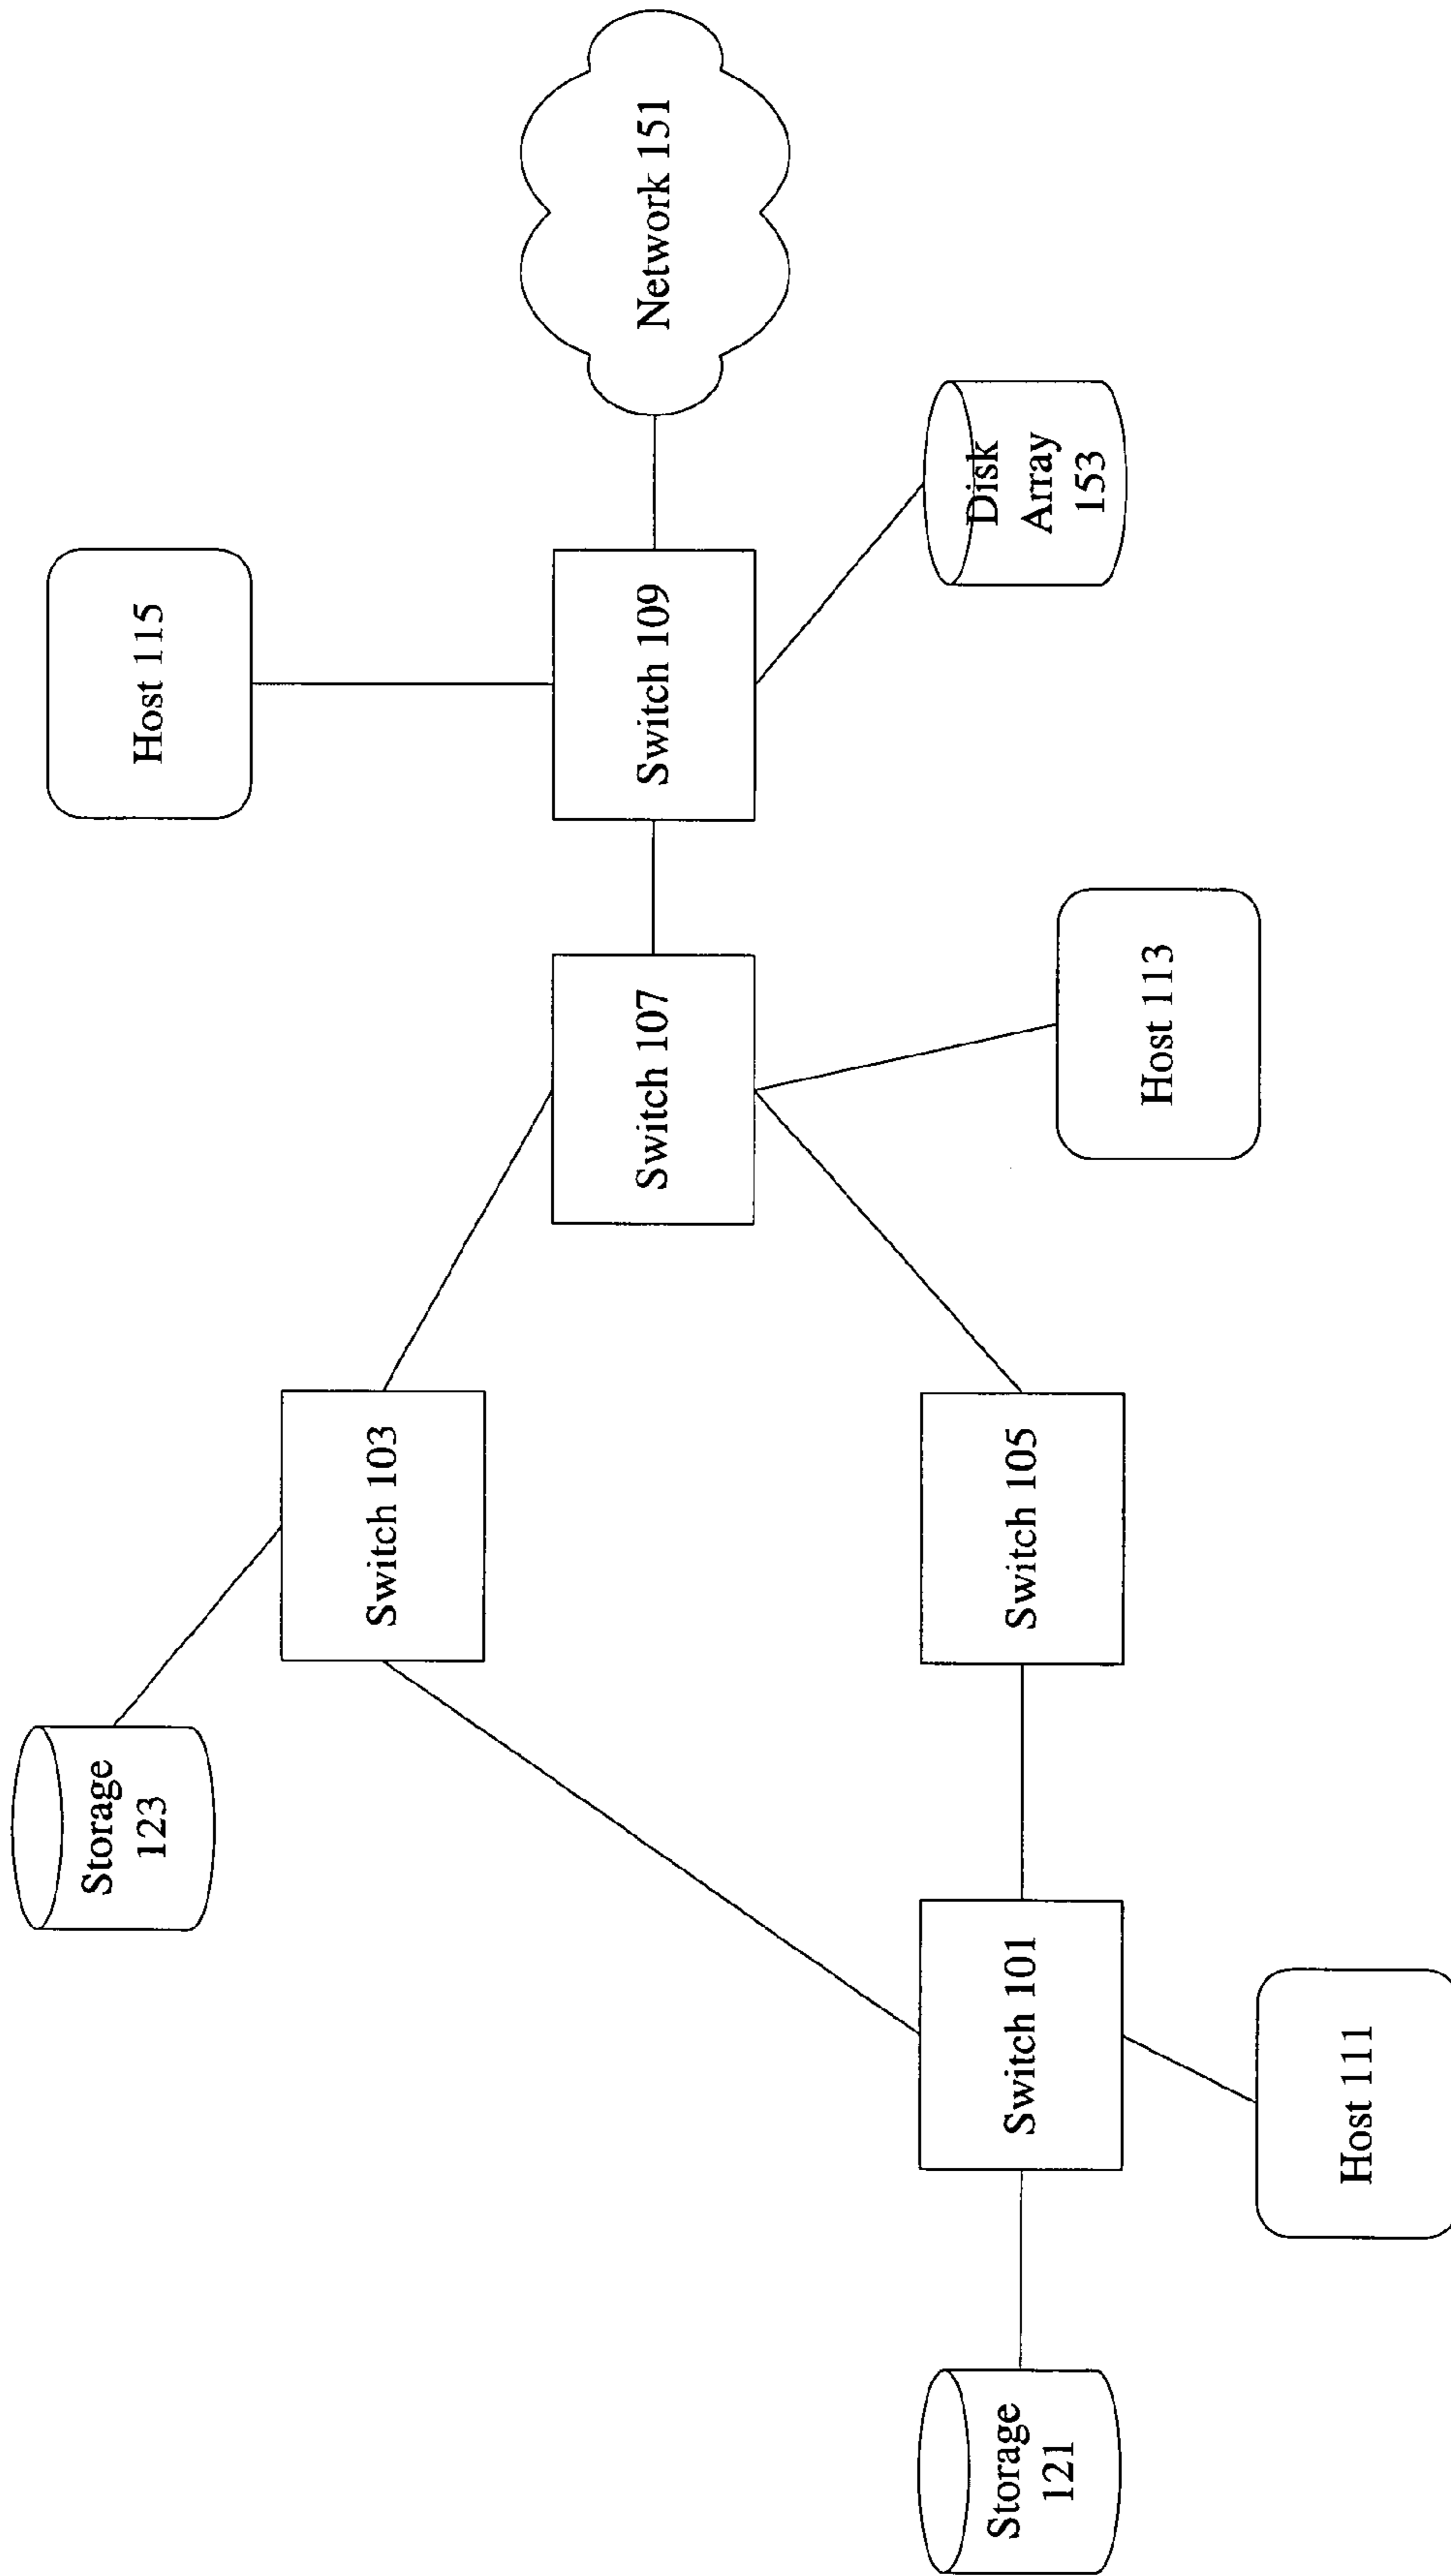 Storage
123
Host 115
Switch 103
Switch 107
Switch 109
Network 151
Storage
121
Switch 101
Switch 105
Disk
Array
153
Host 111
Host 113